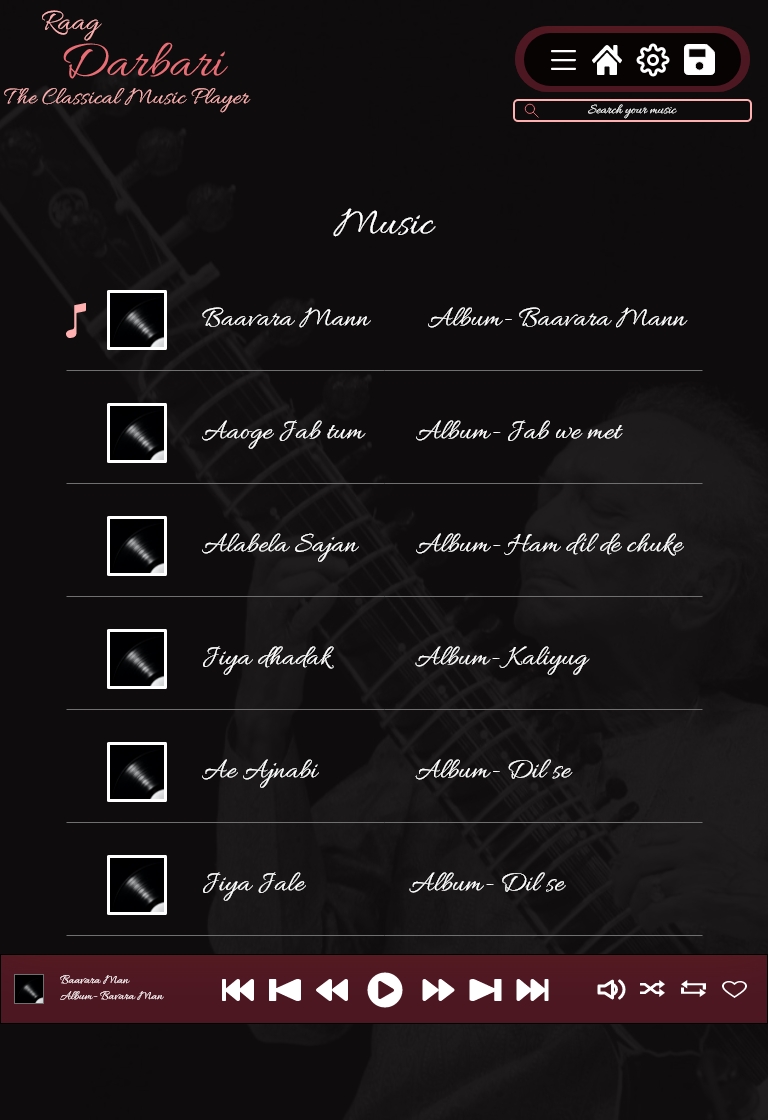 Raag
Darbari
The Classical Music Player
Search your music
Music
Baavara Mann Album- Baavara Mann
Aaoge Jab tum Album- Jab we met
Alabela Sajan Album- Ham dil de chuke
Jiya dhadak Album- Kaliyug
Ae Ajnabi Album- Dil se
Jiya Jale Album- Dil se
Baavara Man
Album- Bavara Man